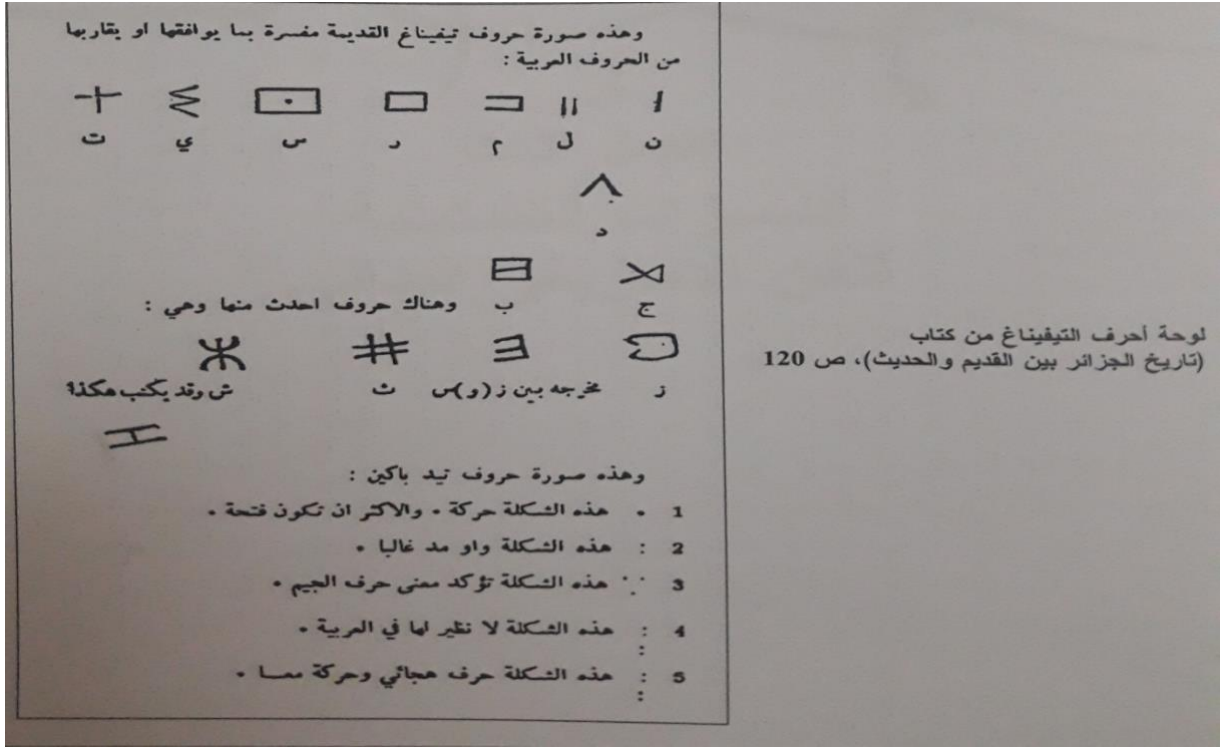 وهذه صورة حروف تيفيناغ القديمة مفسرة بما يوافقها او يقاربها
من الحروف العربية :
ن ل م ر س ي ت
د
ج ب وهناك حروف احدث منها وهي :
ز مخرجه بين ز (و)س ث ش وقد يكتب هكذا؟
وهذه صورة حروف تيد باكين :
1 • هذه الشكلة حركة • والاكثر ان تكون فتحة •
2 : هذه الشكلة واو مد غالبا •
3 ⸪ هذه الشكلة تؤكد معنى حرف الجيم •
4 : : هذه الشكلة لا نظير لها في العربية •
5 : : هذه الشكلة حرف هجائي وحركة معا •
لوحة أحرف التيفيناغ من كتاب
(تاريخ الجزائر بين القديم والحديث)، ص 120